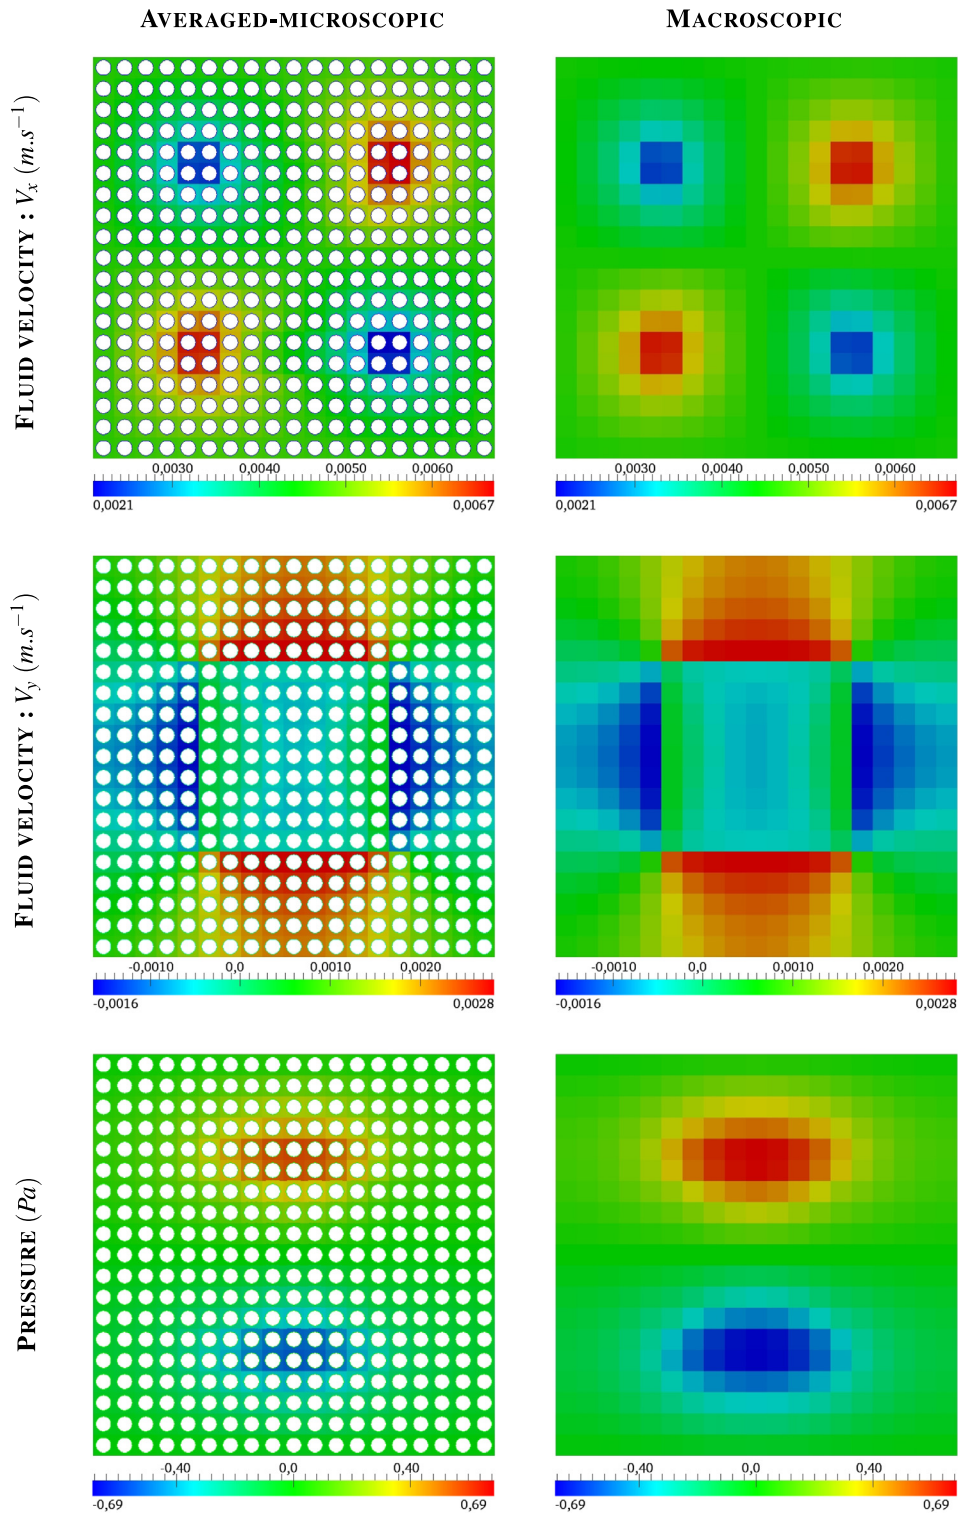 AVERAGED-MICROSCOPIC MACROSCOPIC
FLUID VELOCITY : Vx (m.s−1)
0,0030 0,0040 0,0050 0,0060
0,0021 0,0067
0,0030 0,0040 0,0050 0,0060
0,0021 0,0067
FLUID VELOCITY : Vy (m.s−1)
-0,0010 0,0 0,0010 0,0020
-0,0016 0,0028
-0,0010 0,0 0,0010 0,0020
-0,0016 0,0028
PRESSURE (Pa)
-0,40 0,0 0,40
-0,69 0,69
-0,40 0,0 0,40
-0,69 0,69